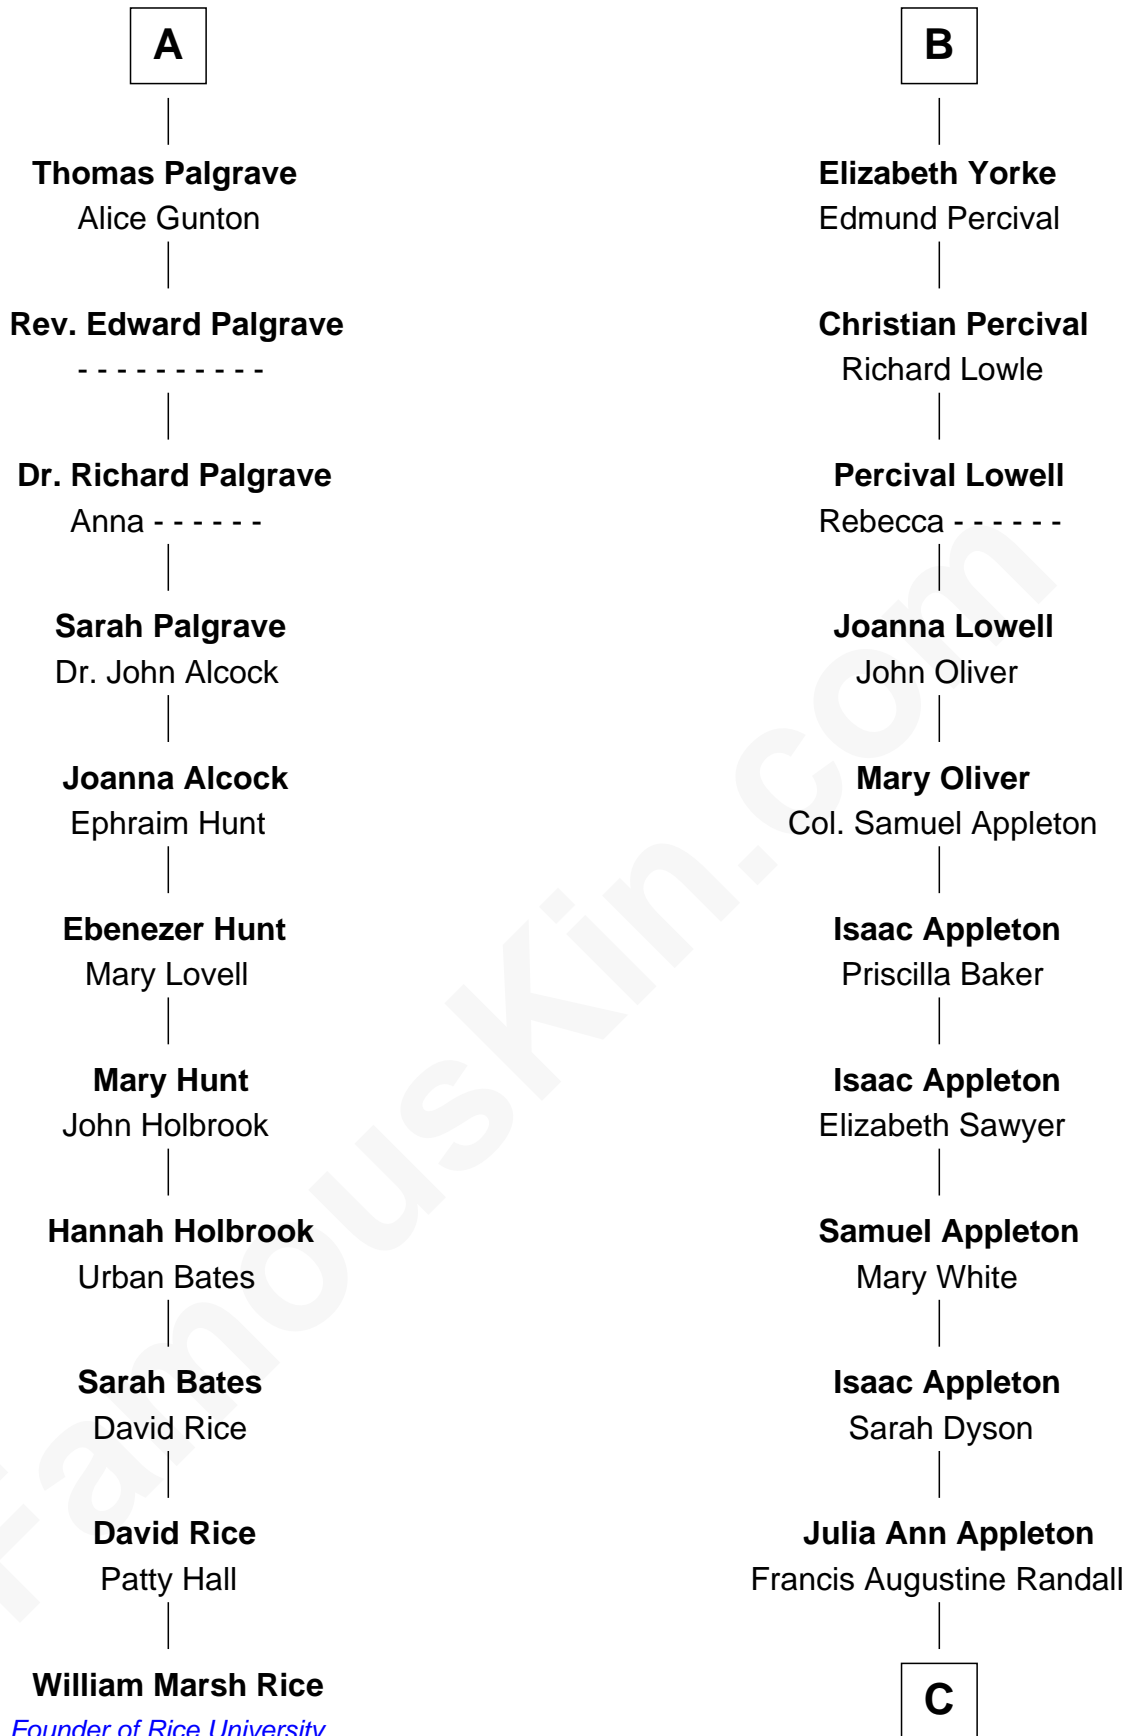 A
Thomas Palgrave
Alice Gunton
Rev. Edward Palgrave
- - - - - - - - - -
Dr. Richard Palgrave
Anna - - - - - -
Sarah Palgrave
Dr. John Alcock
Joanna Alcock
Ephraim Hunt
Ebenezer Hunt
Mary Lovell
Mary Hunt
John Holbrook
Hannah Holbrook
Urban Bates
Sarah Bates
David Rice
David Rice
Patty Hall
William Marsh Rice
Founder of Rice University
B
Elizabeth Yorke
Edmund Percival
Christian Percival
Richard Lowle
Percival Lowell
Rebecca - - - - - -
Joanna Lowell
John Oliver
Mary Oliver
Col. Samuel Appleton
Isaac Appleton
Priscilla Baker
Isaac Appleton
Elizabeth Sawyer
Samuel Appleton
Mary White
Isaac Appleton
Sarah Dyson
Julia Ann Appleton
Francis Augustine Randall
C
FamousKin.com